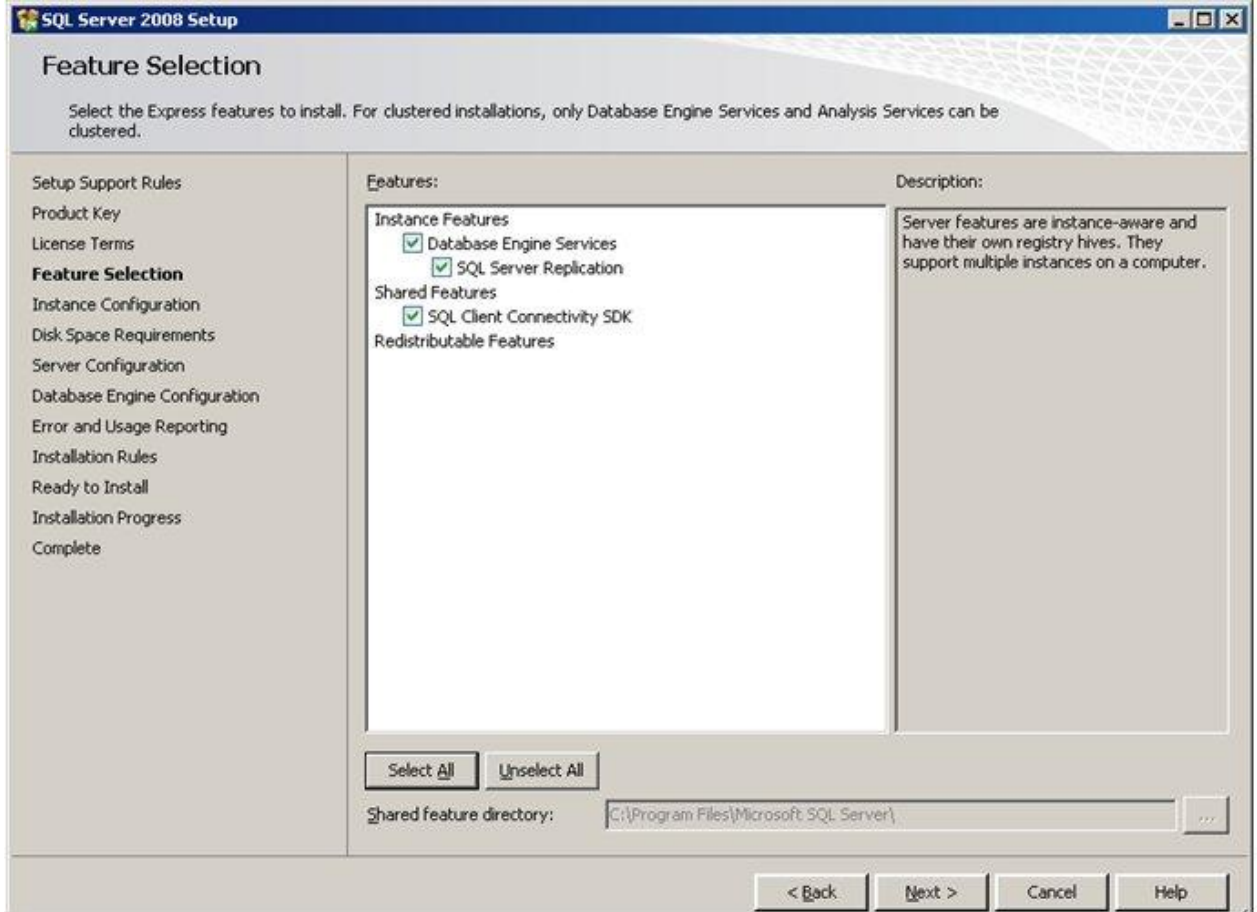 SQL Server 2008 Setup
Feature Selection
Select the Express features to install. For clustered installations, only Database Engine Services and Analysis Services can be
clustered.
Setup Support Rules
Product Key
License Terms
Feature Selection
Instance Configuration
Disk Space Requirements
Server Configuration
Database Engine Configuration
Error and Usage Reporting
Installation Rules
Ready to Install
Installation Progress
Complete
Features:
Instance Features
Database Engine Services
SQL Server Replication
Shared Features
SQL Client Connectivity SDK
Redistributable Features
Description:
Server features are instance-aware and
have their own registry hives. They
support multiple instances on a computer.
Select All
Unselect All
Shared feature directory:
C:\Program Files\Microsoft SQL Server\
...
< Back
Next >
Cancel
Help